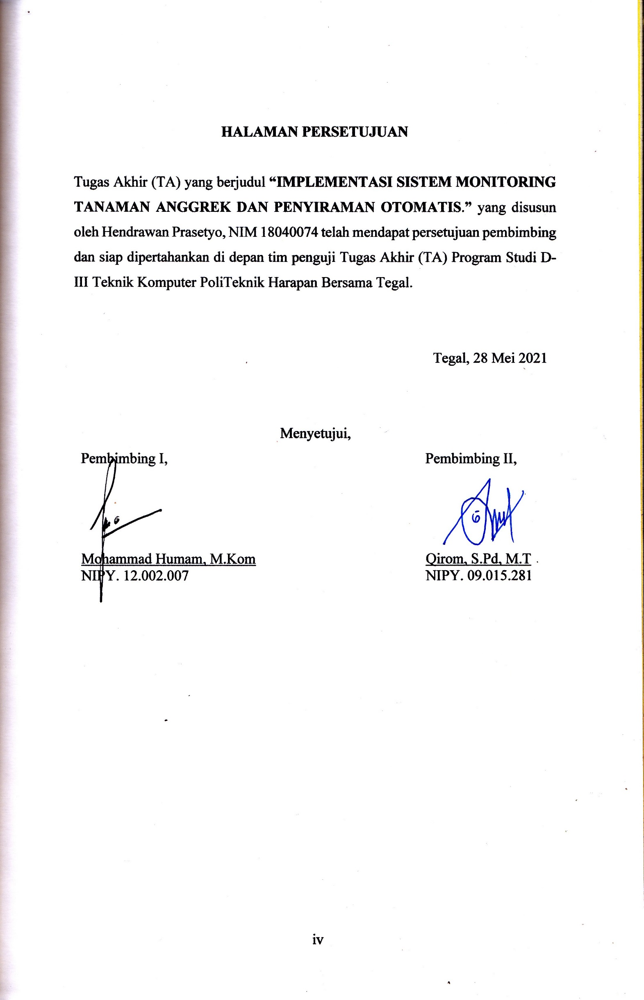 HALAMAN PERSETUJUAN
Tugas Akhir (TA) yang berjudul “IMPLEMENTASI SISTEM MONITORING
TANAMAN ANGGREK DAN PENYIRAMAN OTOMATIS.” yang disusun
oleh Hendrawan Prasetyo, NIM 18040074 telah mendapat persetujuan pembimbing
dan siap dipertahankan di depan tim penguji Tugas Akhir (TA) Program Studi D-
III Teknik Komputer PoliTeknik Harapan Bersama Tegal.
Tegal, 28 Mei 2021
Menyetujui,
Pembimbing I,
Pembimbing II,
Mohammad Humam, M.Kom
Qirom, S.Pd, M.T
NIPY. 12.002.007
NIPY. 09.015.281
iv